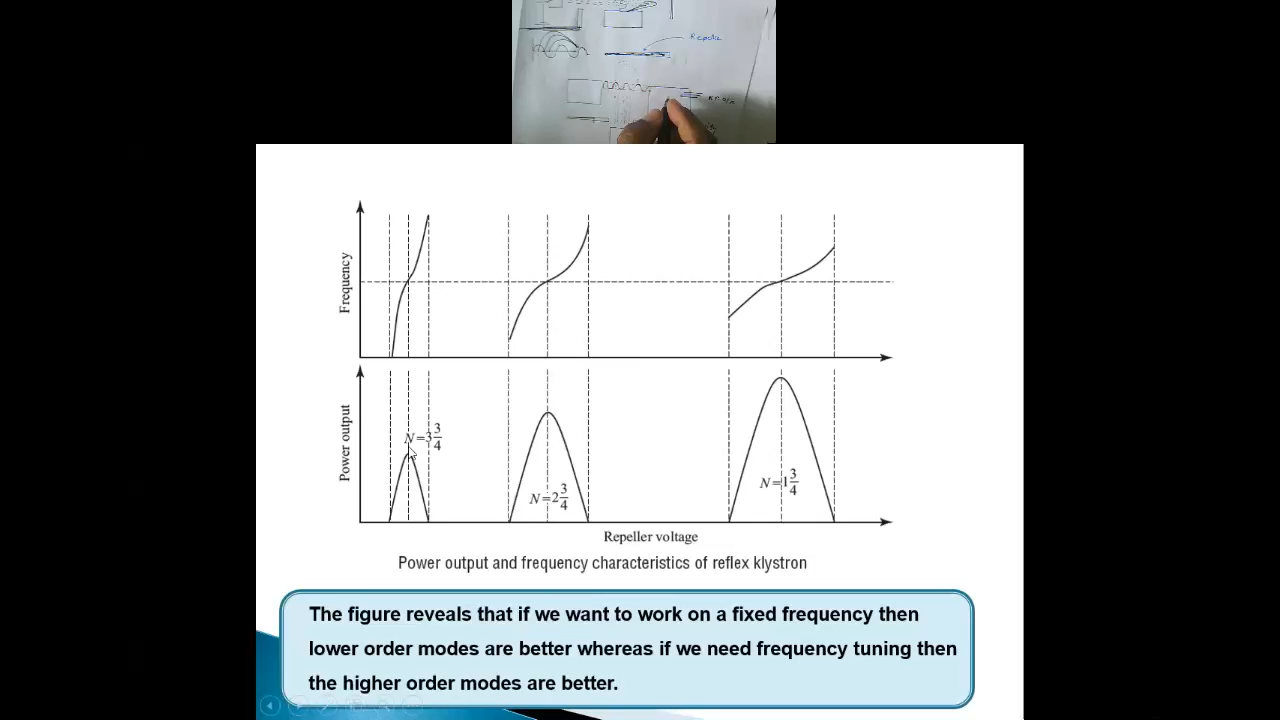 Repeller
Frequency
Power output
N=3 3/4
N=2 3/4
N=1 3/4
Repeller voltage
Power output and frequency characteristics of reflex klystron
The figure reveals that if we want to work on a fixed frequency then
lower order modes are better whereas if we need frequency tuning then
the higher order modes are better.